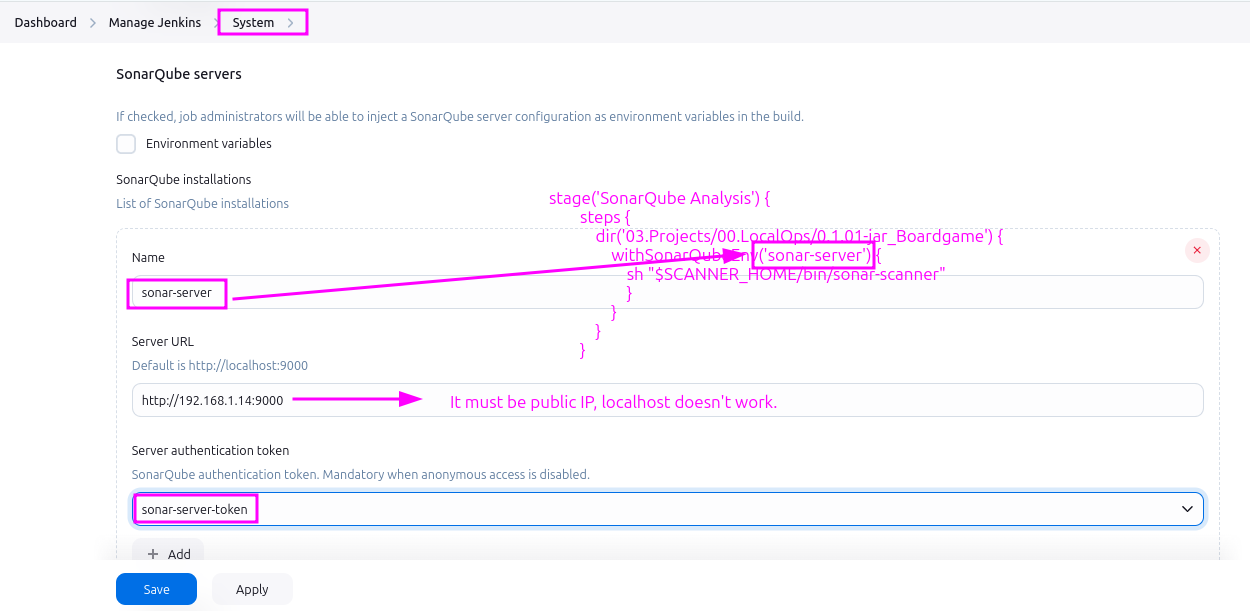 Dashboard > Manage Jenkins > System >
SonarQube servers
If checked, job administrators will be able to inject a SonarQube server configuration as environment variables in the build.
Environment variables
SonarQube installations
List of SonarQube installations
stage('SonarQube Analysis') {
steps {
dir('03.Projects/00.LocalOps/0.1.01-jar_Boardgame') {
withSonarQubeEnv('sonar-server') {
sh "$SCANNER_HOME/bin/sonar-scanner"
}
}
}
}
Name
sonar-server
Server URL
Default is http://localhost:9000
http://192.168.1.14:9000
It must be public IP, localhost doesn't work.
Server authentication token
SonarQube authentication token. Mandatory when anonymous access is disabled.
sonar-server-token
+ Add
Save Apply